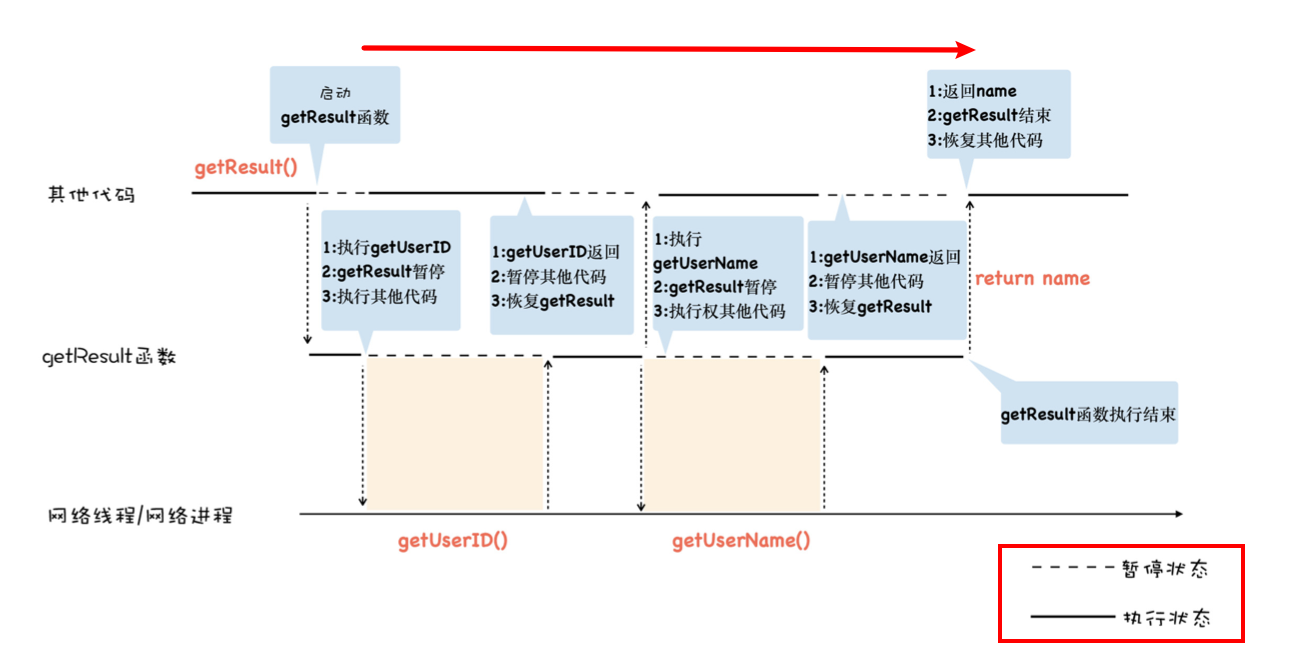 启动
getResult函数
1:返回name
2:getResult结束
3:恢复其他代码
getResult()
其他代码
1:执行getUserID
2:getResult暂停
3:执行其他代码
1:getUserID返回
2:暂停其他代码
3:恢复getResult
1:执行
getUserName
2:getResult暂停
3:执行权其他代码
1:getUserName返回
2:暂停其他代码
3:恢复getResult
return name
getResult函数
getResult函数执行结束
网络线程/网络进程
getUserID()
getUserName()
暂停状态
执行状态